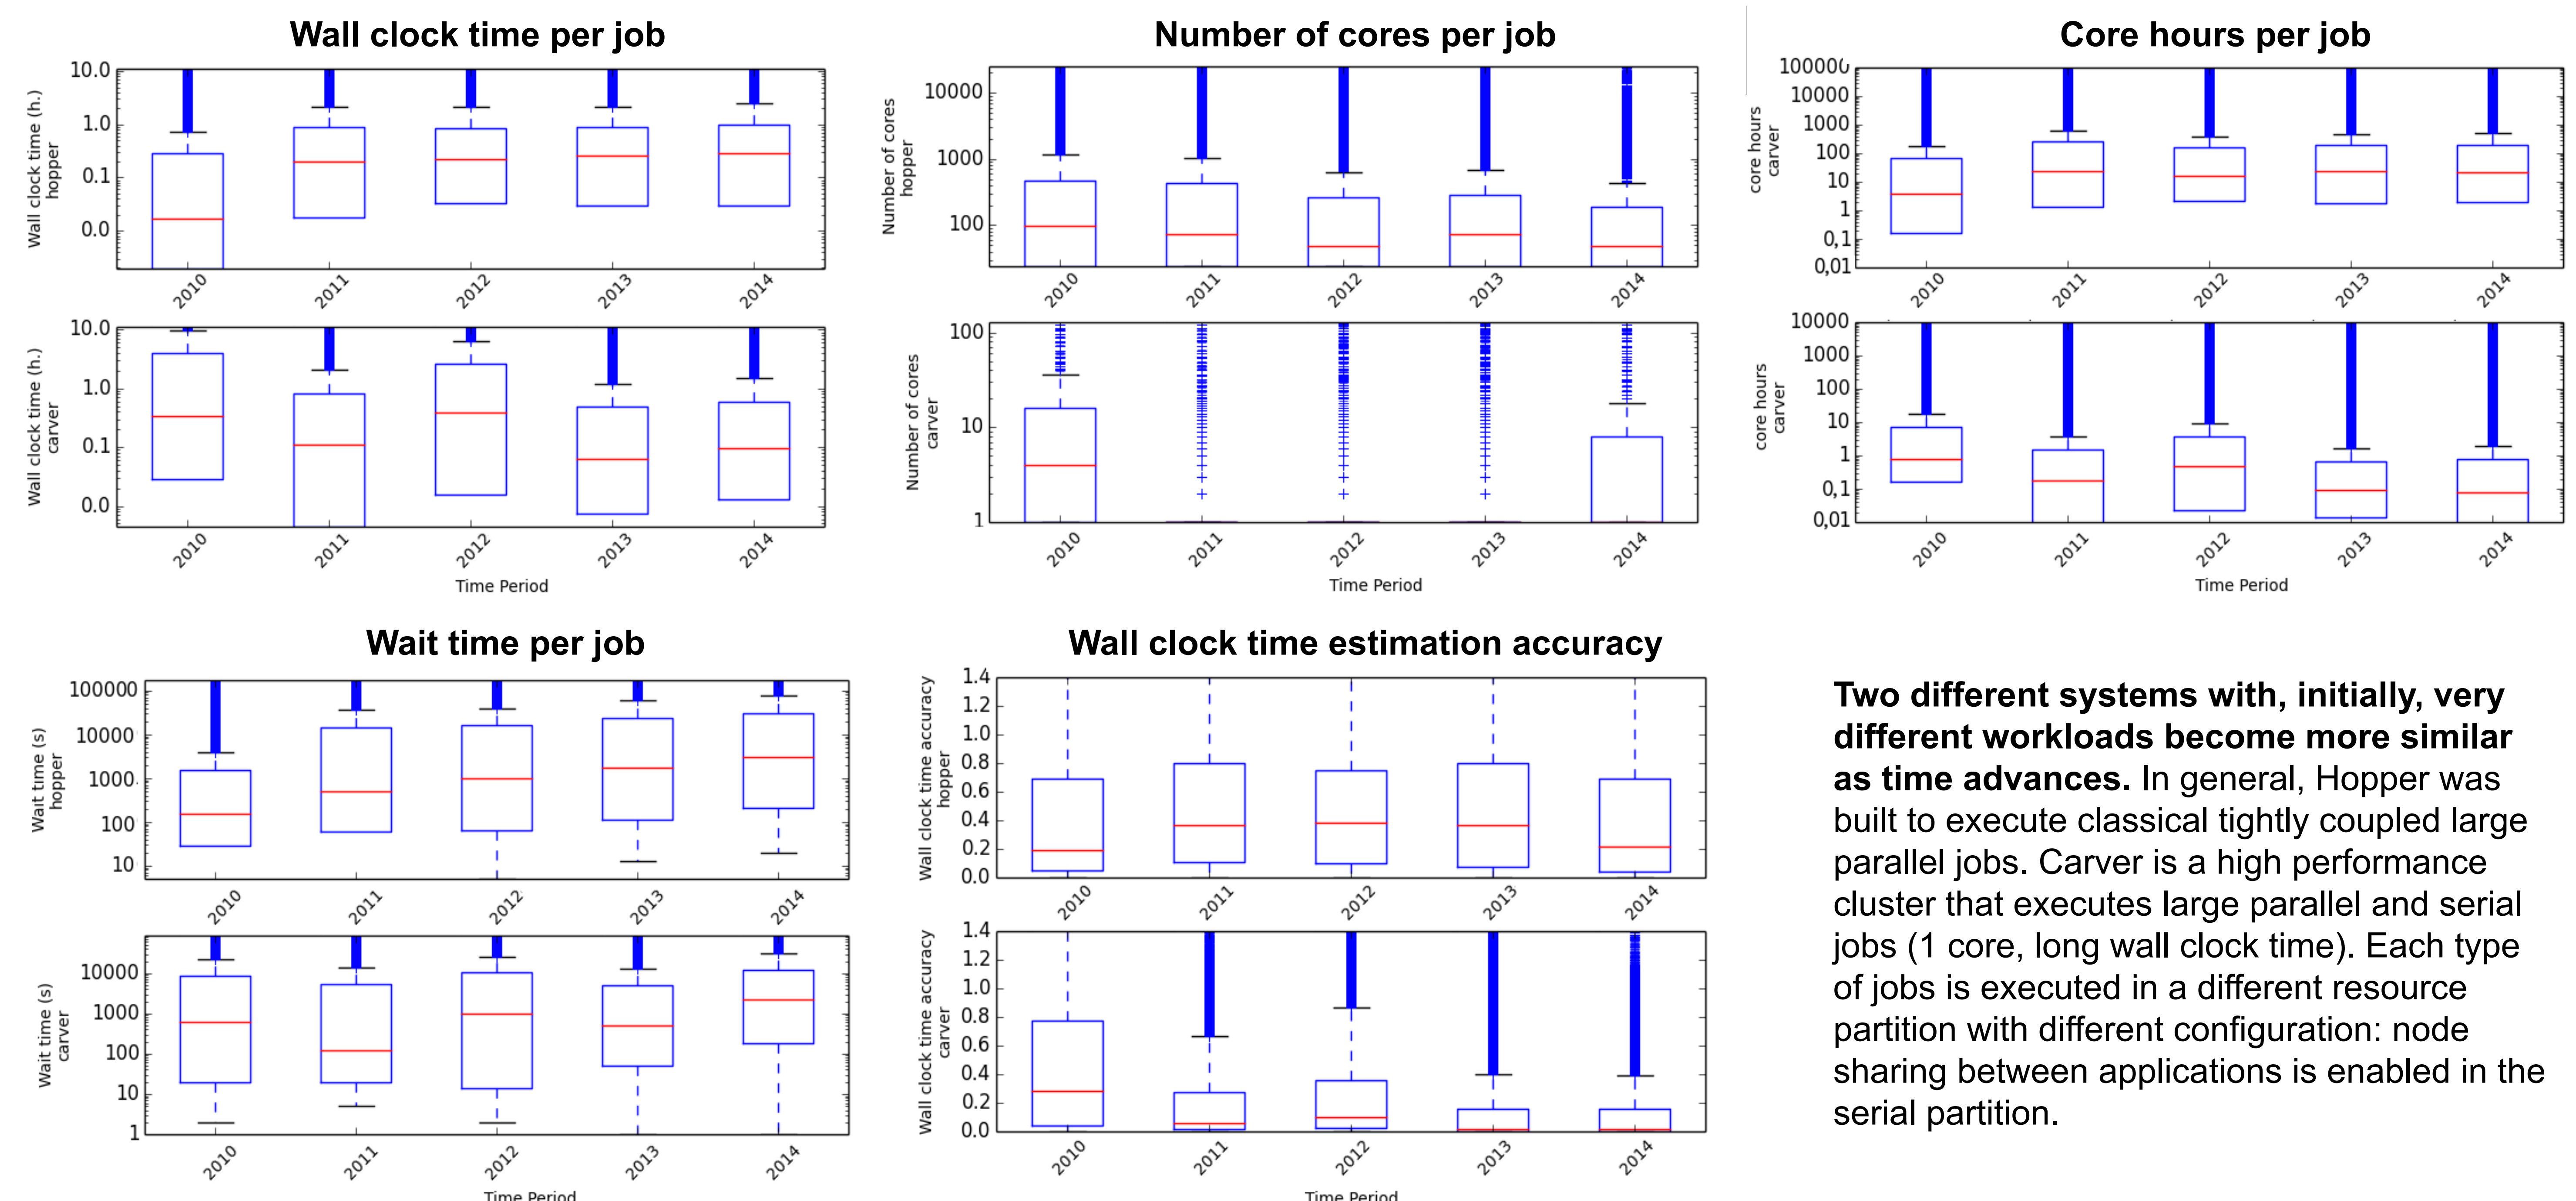 Wall clock time per job
Wall clock time (h.)
hopper
10.0
1.0
0.1
0.0
2010
2011
2012
2013
2014
Wall clock time (h.)
carver
10.0
1.0
0.1
0.0
2010
2011
2012
2013
2014
Time Period
Number of cores per job
Number of cores
hopper
10000
1000
100
2010
2011
2012
2013
2014
Number of cores
carver
100
10
1
2010
2011
2012
2013
2014
Time Period
Core hours per job
core hours
carver
100000
10000
1000
100
10
1
0,1
0,01
2010
2011
2012
2013
2014
core hours
carver
10000
1000
100
10
1
0,1
0,01
2010
2011
2012
2013
2014
Time Period
Wait time per job
Wait time (s)
hopper
100000
10000
1000
100
10
2010
2011
2012
2013
2014
Wait time (s)
carver
10000
1000
100
10
1
2010
2011
2012
2013
2014
Time Period
Wall clock time estimation accuracy
Wall clock time accuracy
hopper
1.4
1.2
1.0
0.8
0.6
0.4
0.2
0.0
2010
2011
2012
2013
2014
Wall clock time accuracy
carver
1.4
1.2
1.0
0.8
0.6
0.4
0.2
0.0
2010
2011
2012
2013
2014
Time Period
Two different systems with, initially, very
different workloads become more similar
as time advances. In general, Hopper was
built to execute classical tightly coupled large
parallel jobs. Carver is a high performance
cluster that executes large parallel and serial
jobs (1 core, long wall clock time). Each type
of jobs is executed in a different resource
partition with different configuration: node
sharing between applications is enabled in the
serial partition.